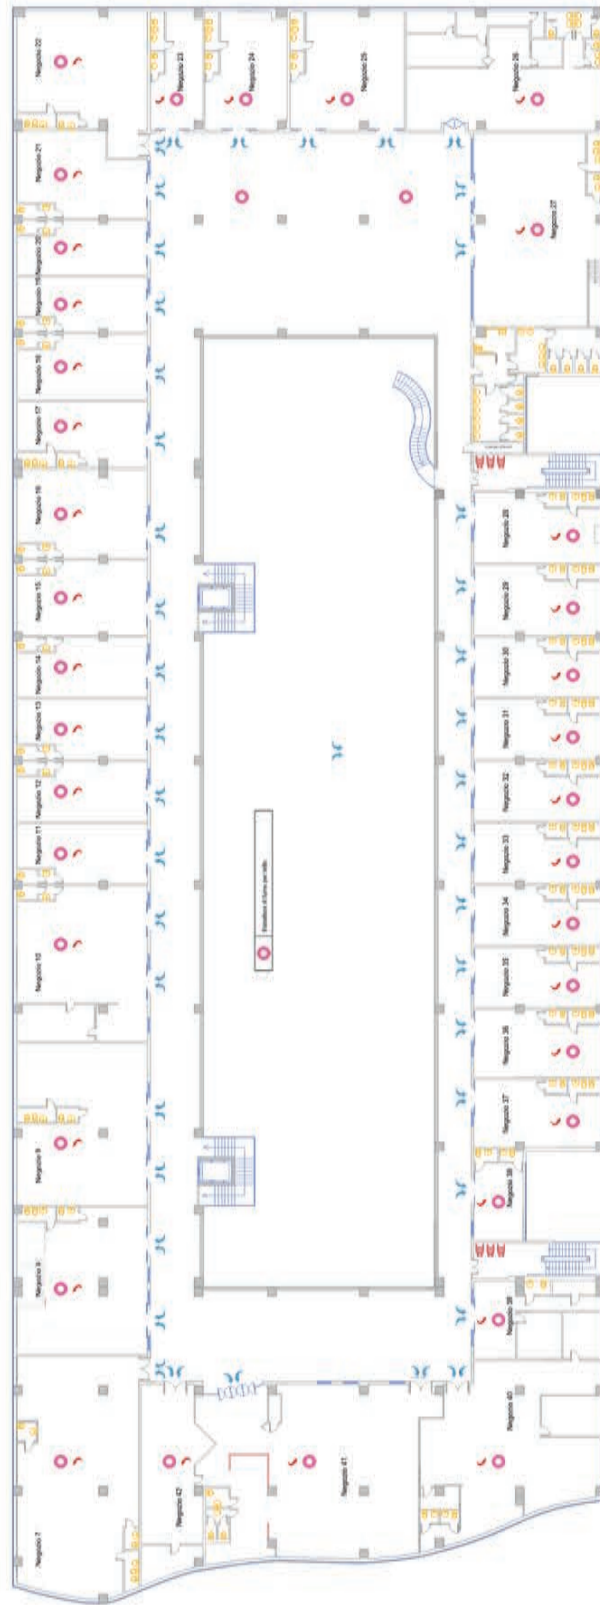 Negozio 22
Negozio 23
Negozio 24
Negozio 25
Negozio 26
Negozio 21
Negozio 20
Negozio 19
Negozio 18
Negozio 17
Negozio 16
Negozio 15
Negozio 14
Negozio 13
Negozio 12
Negozio 11
Negozio 10
Negozio 9
Negozio 8
Negozio 7
Negozio 27
Negozio 28
Negozio 29
Negozio 30
Negozio 31
Negozio 32
Negozio 33
Negozio 34
Negozio 35
Negozio 36
Negozio 37
Negozio 38
Negozio 39
Negozio 40
Negozio 41
Negozio 42
di fumo per